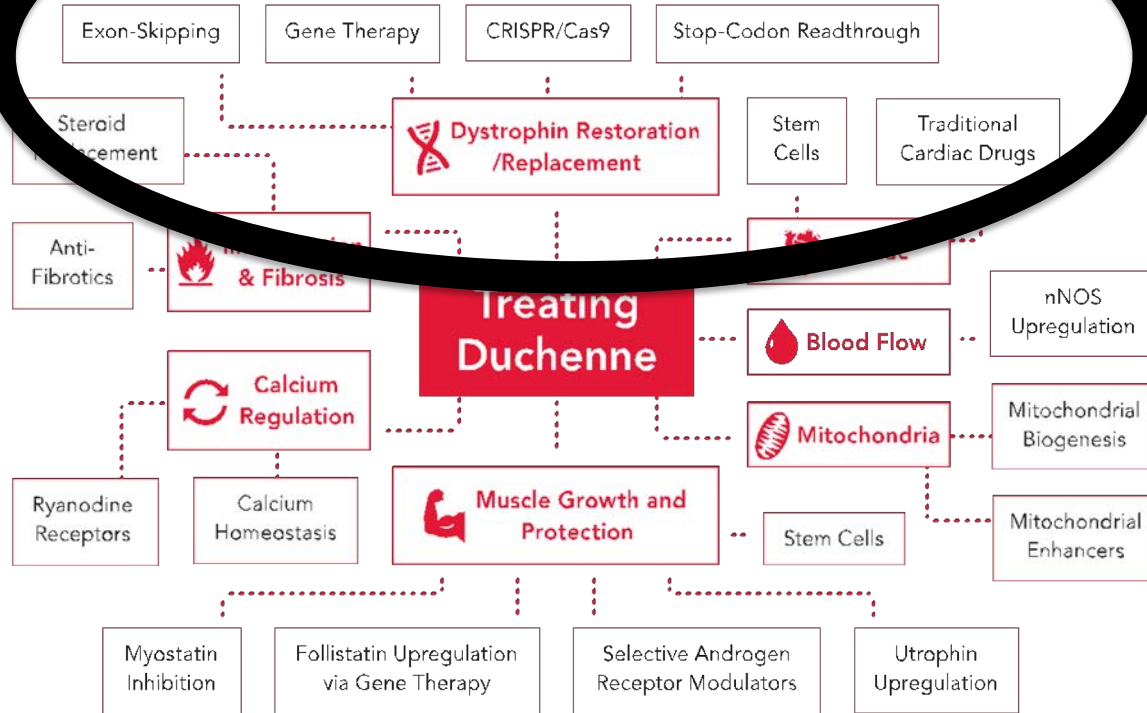 Exon-Skipping
Gene Therapy
CRISPR/Cas9
Stop-Codon Readthrough
Dystrophin Restoration
/Replacement
Steroid
Stem
Cells
Traditional
Cardiac Drugs
Anti-
Fibrotics
& Fibrosis
Treating
Duchenne
nNOS
Upregulation
Blood Flow
Calcium
Regulation
Mitochondria
Mitochondrial
Biogenesis
Ryanodine
Receptors
Calcium
Homeostasis
Muscle Growth and
Protection
Stem Cells
Mitochondrial
Enhancers
Myostatin
Inhibition
Follistatin Upregulation
via Gene Therapy
Selective Androgen
Receptor Modulators
Utrophin
Upregulation